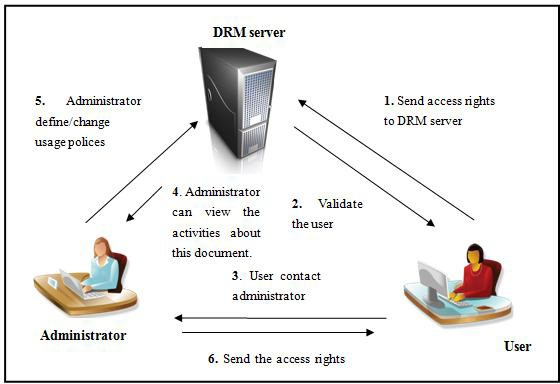 DRM server
5. Administrator
define/change
usage polices
1. Send access rights
to DRM server
4. Administrator
can view the
activities about
this document.
2. Validate
the user
3. User contact
administrator
Administrator
User
6. Send the access rights